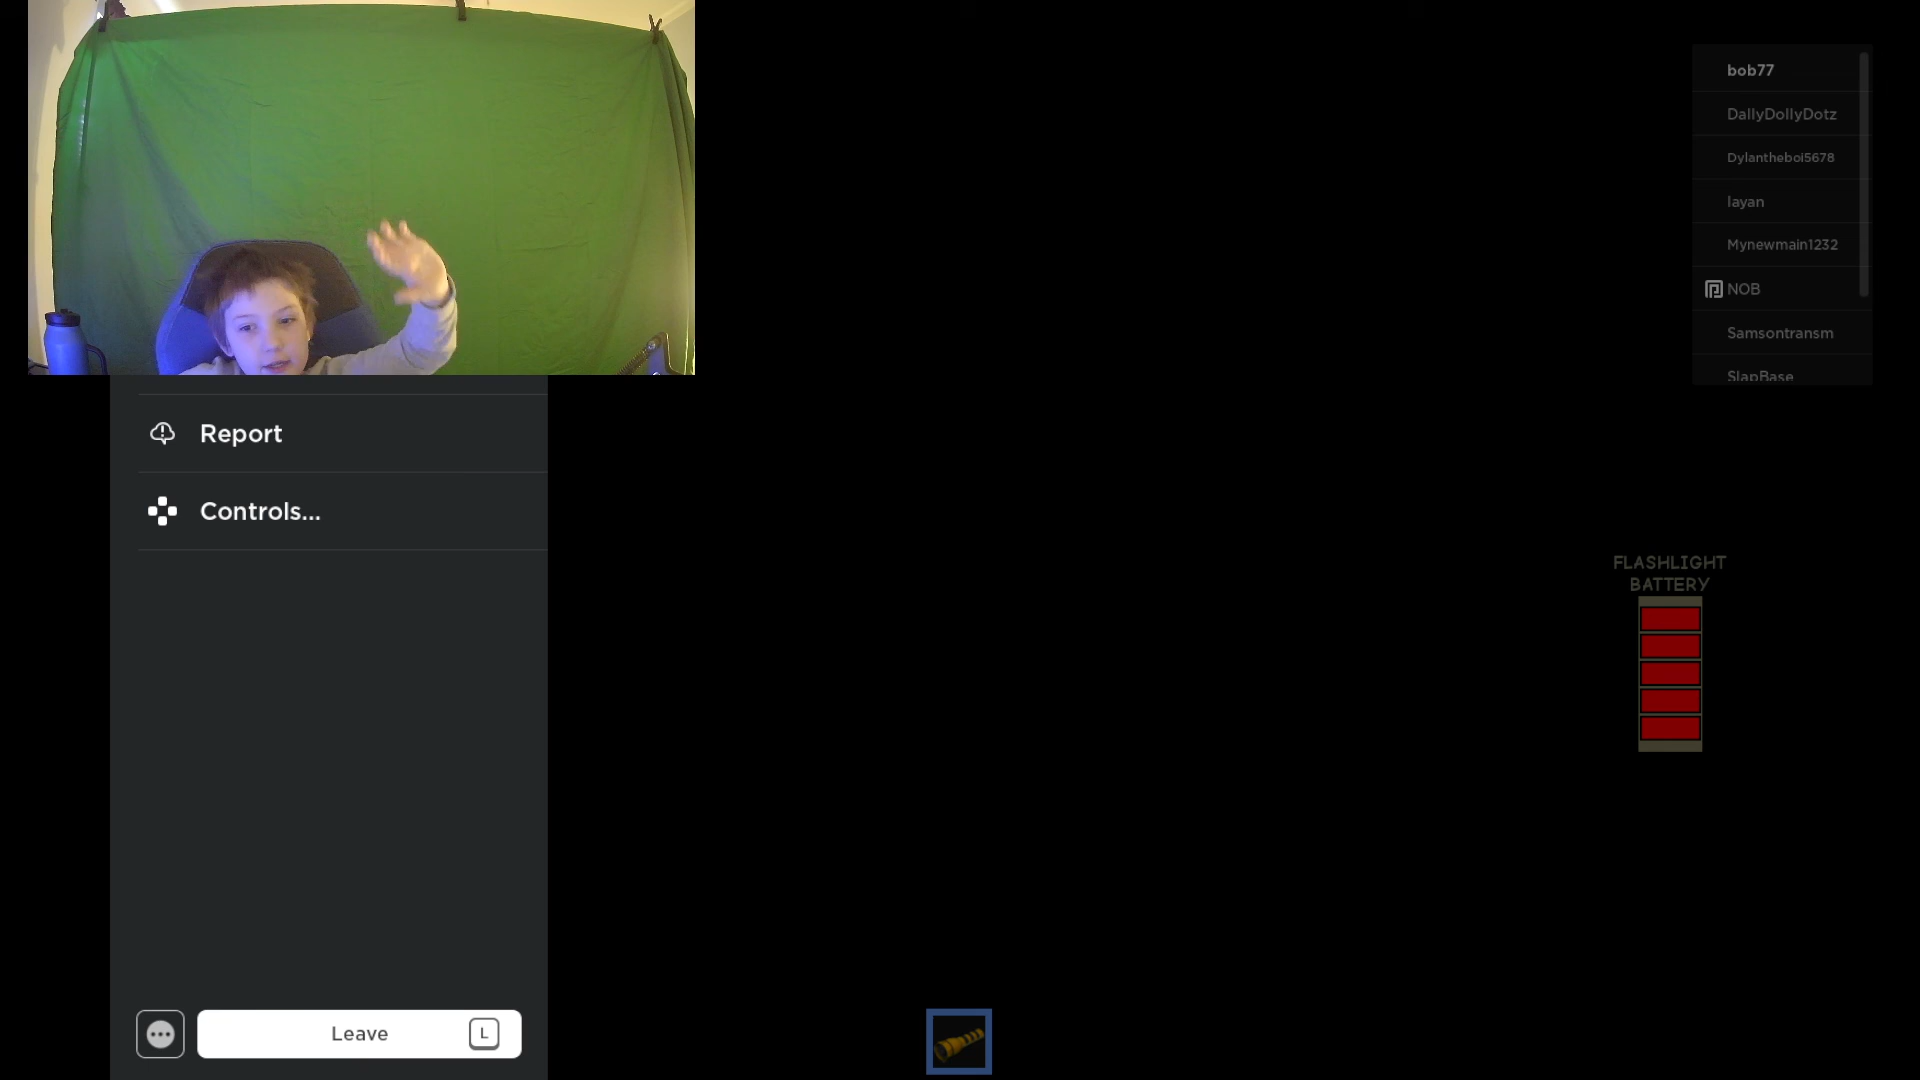 bob77
DallyDollyDotz
Dylantheboi5678
layan
Mynewmain1232
NOB
Samsontransm
SlapBase
Report
Controls...
FLASHLIGHT
BATTERY
Leave
L